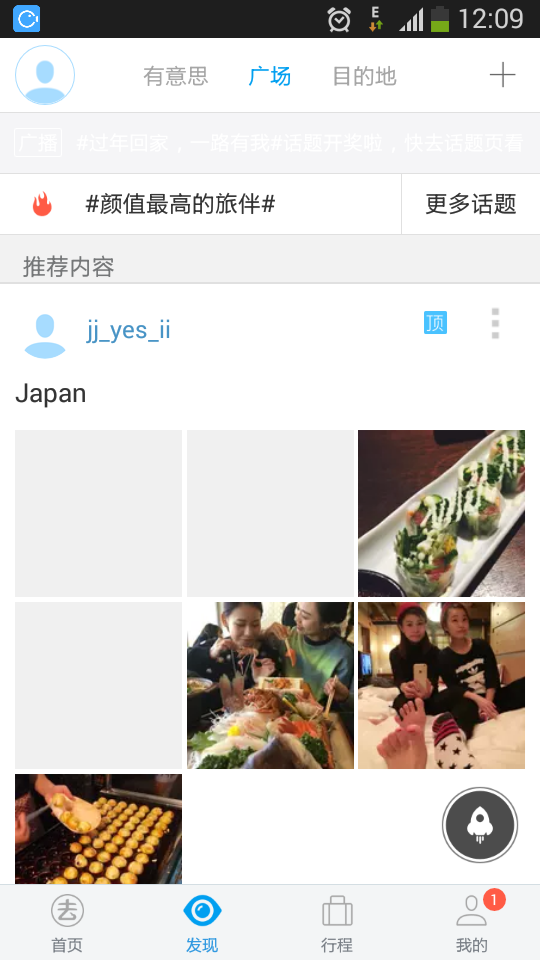 E
12:09
有意思 广场 目的地
广播 #过年回家，一路有我#话题开奖啦，快去话题页看
#颜值最高的旅伴# 更多话题
推荐内容
jj_yes_ii 顶
Japan
去
1
首页 发现 行程 我的